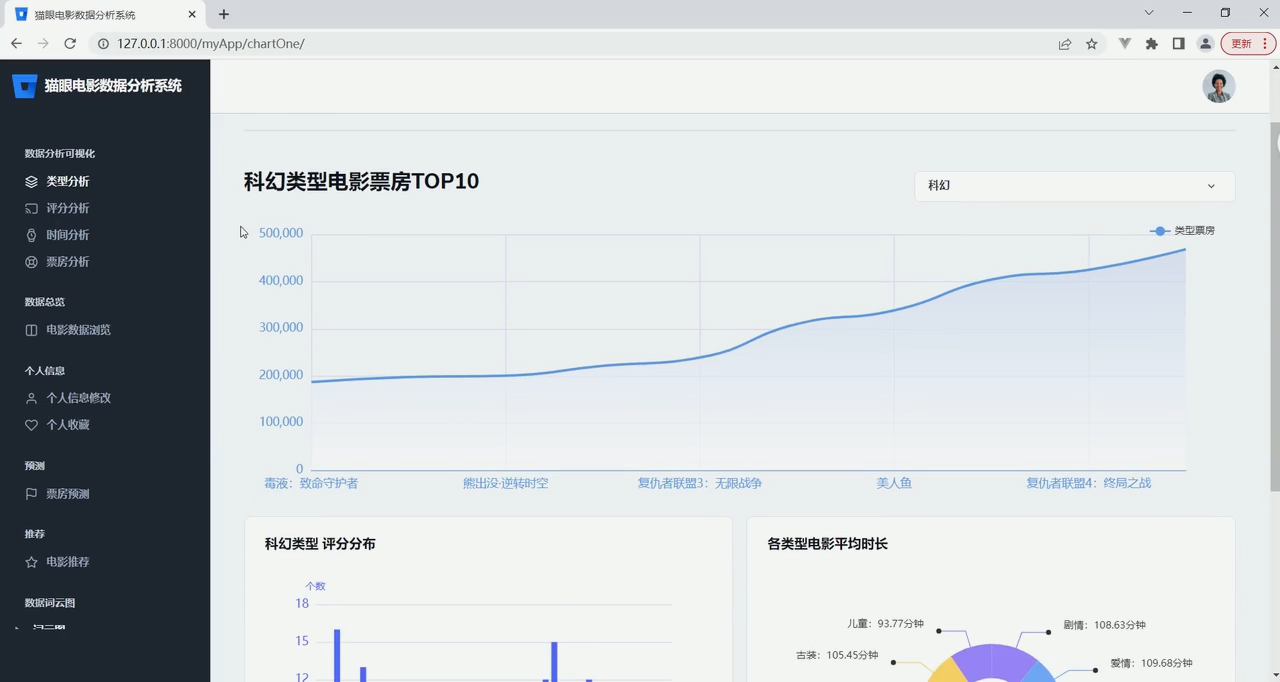 猫眼电影数据分析系统
127.0.0.1:8000/myApp/chartOne/
更新
猫眼电影数据分析系统
数据分析可视化
类型分析
评分分析
时间分析
票房分析
数据总览
电影数据浏览
个人信息
个人信息修改
个人收藏
预测
票房预测
推荐
电影推荐
数据词云图
词云图
科幻类型电影票房TOP10
科幻
类型票房
500,000
400,000
300,000
200,000
100,000
0
毒液：致命守护者
熊出没·逆转时空
复仇者联盟3：无限战争
美人鱼
复仇者联盟4：终局之战
科幻类型 评分分布
个数
18
15
12
各类型电影平均时长
儿童：93.77分钟
剧情：108.63分钟
古装：105.45分钟
爱情：109.68分钟